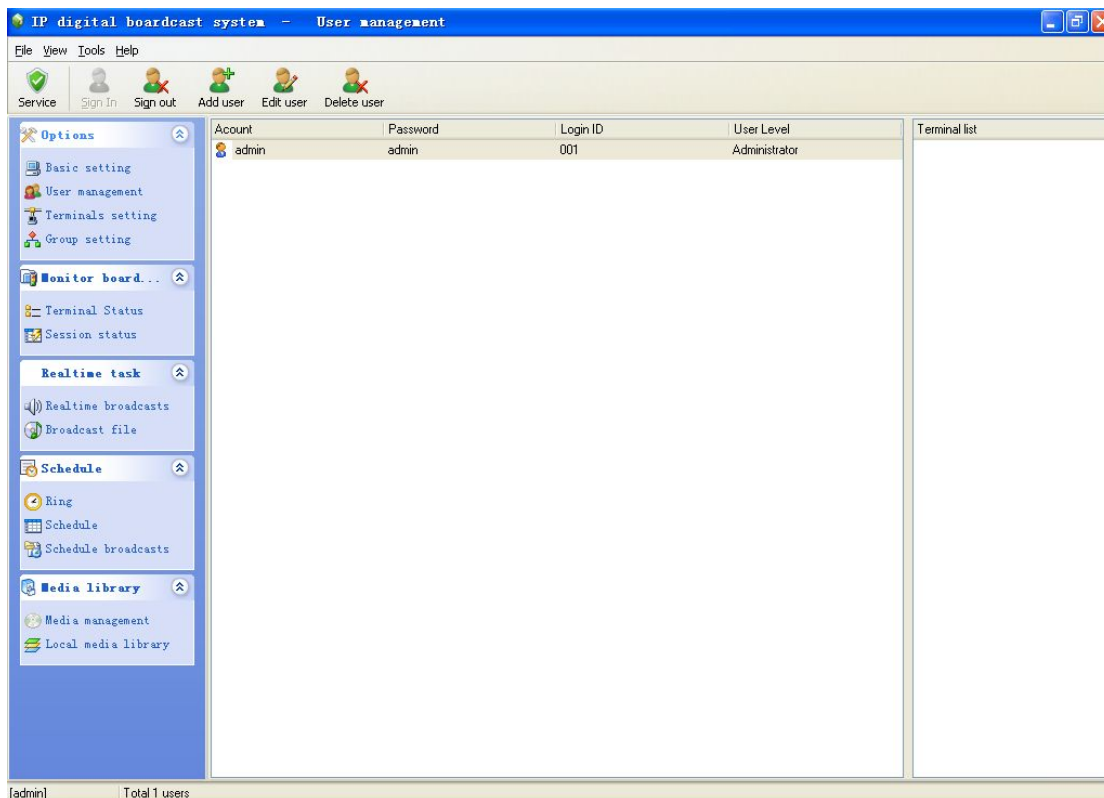 IP digital boardcast system - User management
File View Tools Help
Service Sign In Sign out Add user Edit user Delete user
Options
Basic setting
User management
Terminals setting
Group setting
Monitor board...
Terminal Status
Session status
Realtime task
Realtime broadcasts
Broadcast file
Schedule
Ring
Schedule
Schedule broadcasts
Media library
Media management
Local media library
Acount Password Login ID User Level
admin admin 001 Administrator
Terminal list
[admin] Total 1 users